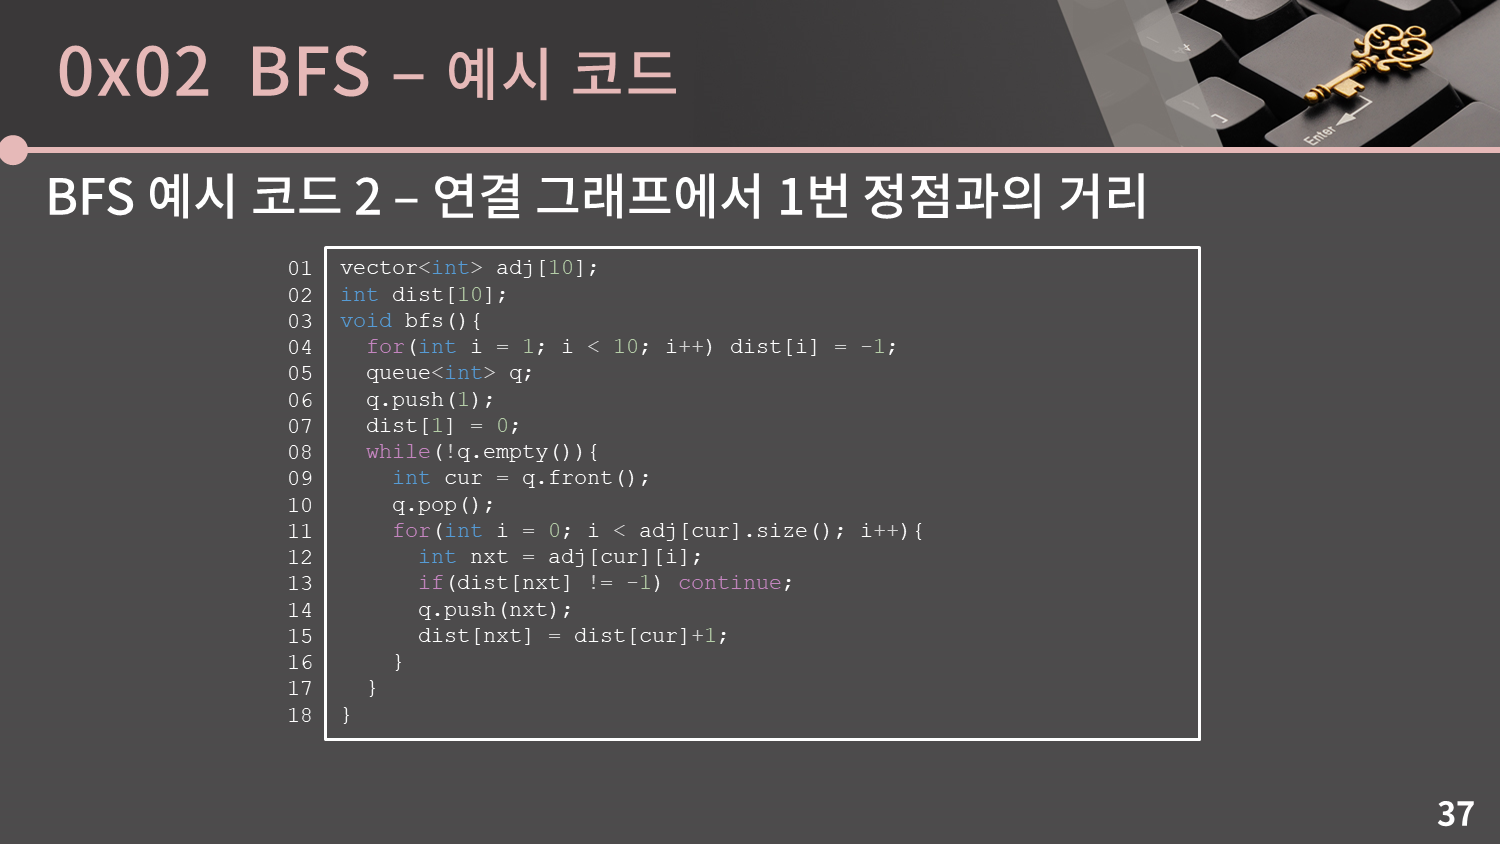 0x02 BFS – 예시 코드
Enter
BFS 예시 코드 2 – 연결 그래프에서 1번 정점과의 거리
01 vector<int> adj[10];
02 int dist[10];
03 void bfs(){
04   for(int i = 1; i < 10; i++) dist[i] = -1;
05   queue<int> q;
06   q.push(1);
07   dist[1] = 0;
08   while(!q.empty()){
09     int cur = q.front();
10     q.pop();
11     for(int i = 0; i < adj[cur].size(); i++){
12       int nxt = adj[cur][i];
13       if(dist[nxt] != -1) continue;
14       q.push(nxt);
15       dist[nxt] = dist[cur]+1;
16     }
17   }
18 }
37